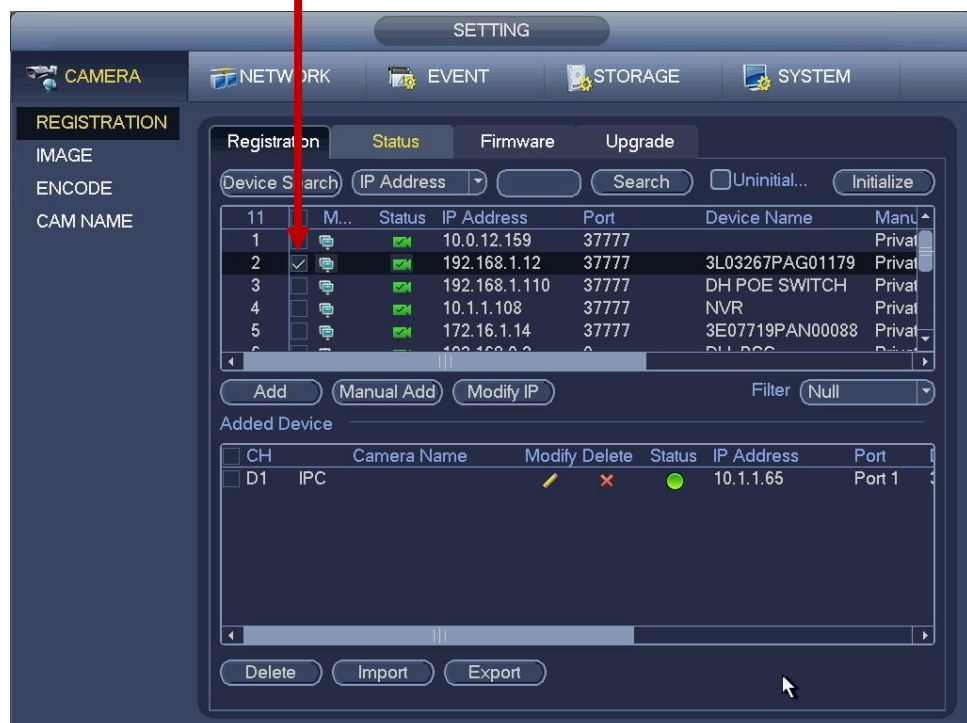 SETTING
CAMERA NETWORK EVENT STORAGE SYSTEM
REGISTRATION
IMAGE
ENCODE
CAM NAME
Registration Status Firmware Upgrade
Device Search IP Address Search Uninitial... Initialize
11 M... Status IP Address Port Device Name Manu
1 10.0.12.159 37777 Privat
2 192.168.1.12 37777 3L03267PAG01179 Privat
3 192.168.1.110 37777 DH POE SWITCH Privat
4 10.1.1.108 37777 NVR Privat
5 172.16.1.14 37777 3E07719PAN00088 Privat
Add Manual Add Modify IP Filter Null
Added Device
CH Camera Name Modify Delete Status IP Address Port
D1 IPC 10.1.1.65 Port 1
Delete Import Export